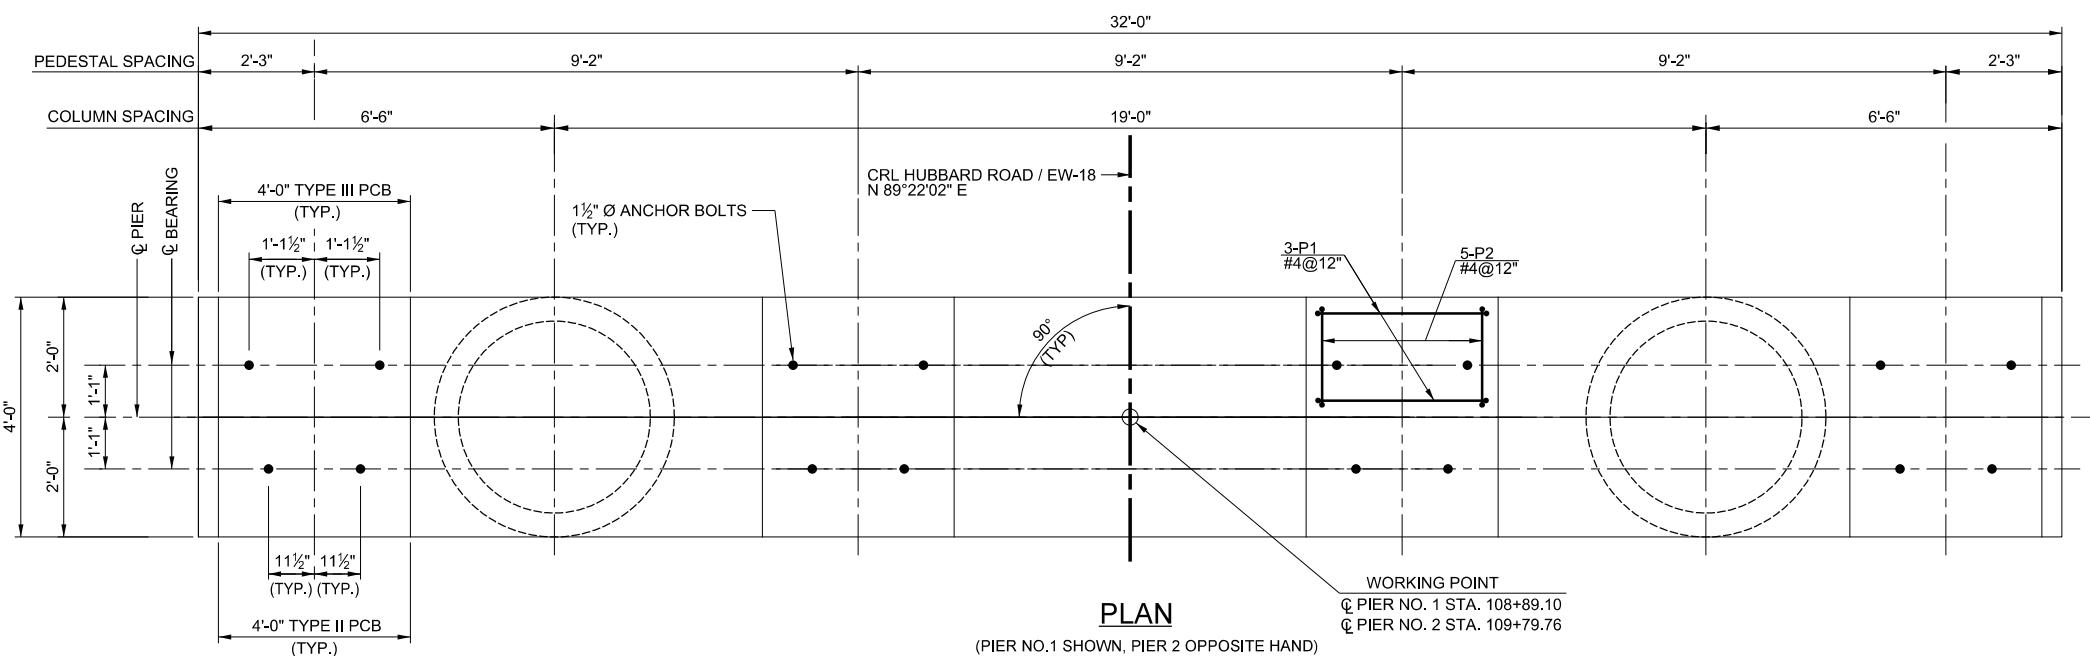 32'-0"
PEDESTAL SPACING 2'-3" 9'-2" 9'-2" 9'-2" 2'-3"
COLUMN SPACING 6'-6" 19'-0" 6'-6"
CRL HUBBARD ROAD / EW-18
N 89°22'02" E
4'-0" TYPE III PCB
(TYP.)
1½" Ø ANCHOR BOLTS
(TYP.)
℄ PIER
℄ BEARING
1'-1½" 1'-1½"
(TYP.) (TYP.)
3-P1
#4@12"
5-P2
#4@12"
90°
(TYP)
4'-0"
2'-0"
2'-0"
1'-1"
1'-1"
11½" 11½"
(TYP.) (TYP.)
4'-0" TYPE II PCB
(TYP.)
WORKING POINT
℄ PIER NO. 1 STA. 108+89.10
℄ PIER NO. 2 STA. 109+79.76
PLAN
(PIER NO.1 SHOWN, PIER 2 OPPOSITE HAND)